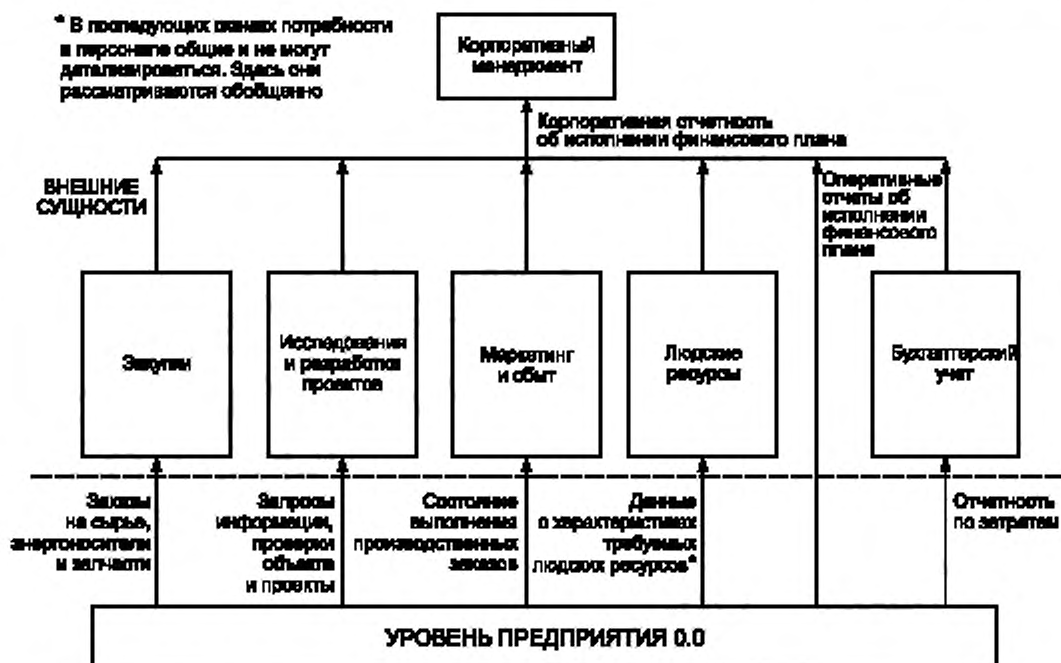 * В последующих схемах потребности
в персонале общие и не могут
детализироваться. Здесь они
рассматриваются обобщенно
Корпоративный
менеджмент
Корпоративная отчетность
об исполнении финансового плана
ВНЕШНИЕ
СУЩНОСТИ
Оперативные
отчеты об
исполнении
финансового
плана
Закупки
Исследования
и разработка
проектов
Маркетинг
и сбыт
Людские
ресурсы
Бухгалтерский
учет
Заказы
на сырье,
энергоносители
и запчасти
Запросы
информации,
проверки
объекта
и проекты
Состояние
выполнения
производственных
заказов
Данные
о характеристиках
требуемых
людских ресурсов*
Отчетность
по затратам
УРОВЕНЬ ПРЕДПРИЯТИЯ 0.0